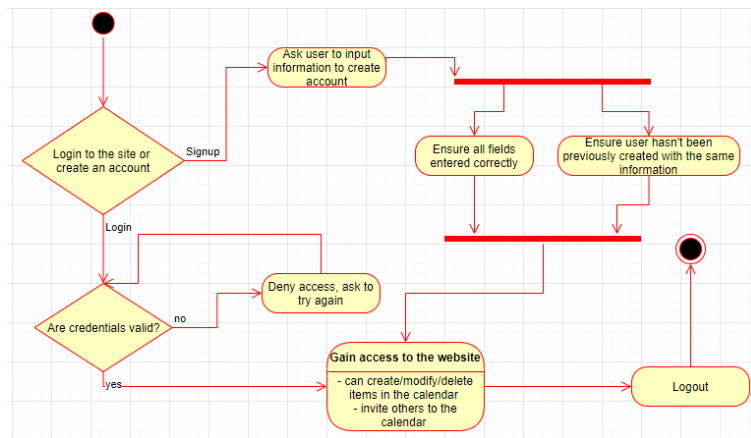 Ask user to input
information to create
account
Login to the site or
create an account
Signup
Ensure all fields
entered correctly
Ensure user hasn't been
previously created with the same
information
Login
Deny access, ask to
try again
Are credentials valid?
no
yes
Gain access to the website
- can create/modify/delete
items in the calendar
- invite others to the
calendar
Logout